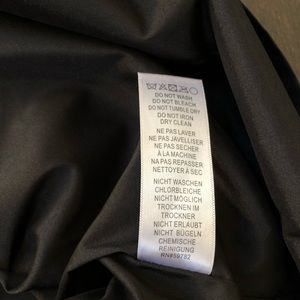 DO NOT WASH
DO NOT BLEACH
DO NOT TUMBLE DRY
DO NOT IRON
DRY CLEAN
NE PAS LAVER
NE PAS JAVELLISER
NE PAS SECHER
À LA MACHINE
NA PAS REPASSER
NETTOYER À SEC
NICHT WASCHEN
CHLORBLEICHE
NICHT MÖGLICH
TROCKNEN IM
TROCKNER
NICHT ERLAUBT
NICHT BÜGELN
CHEMISCHE
REINIGUNG
RN#59782